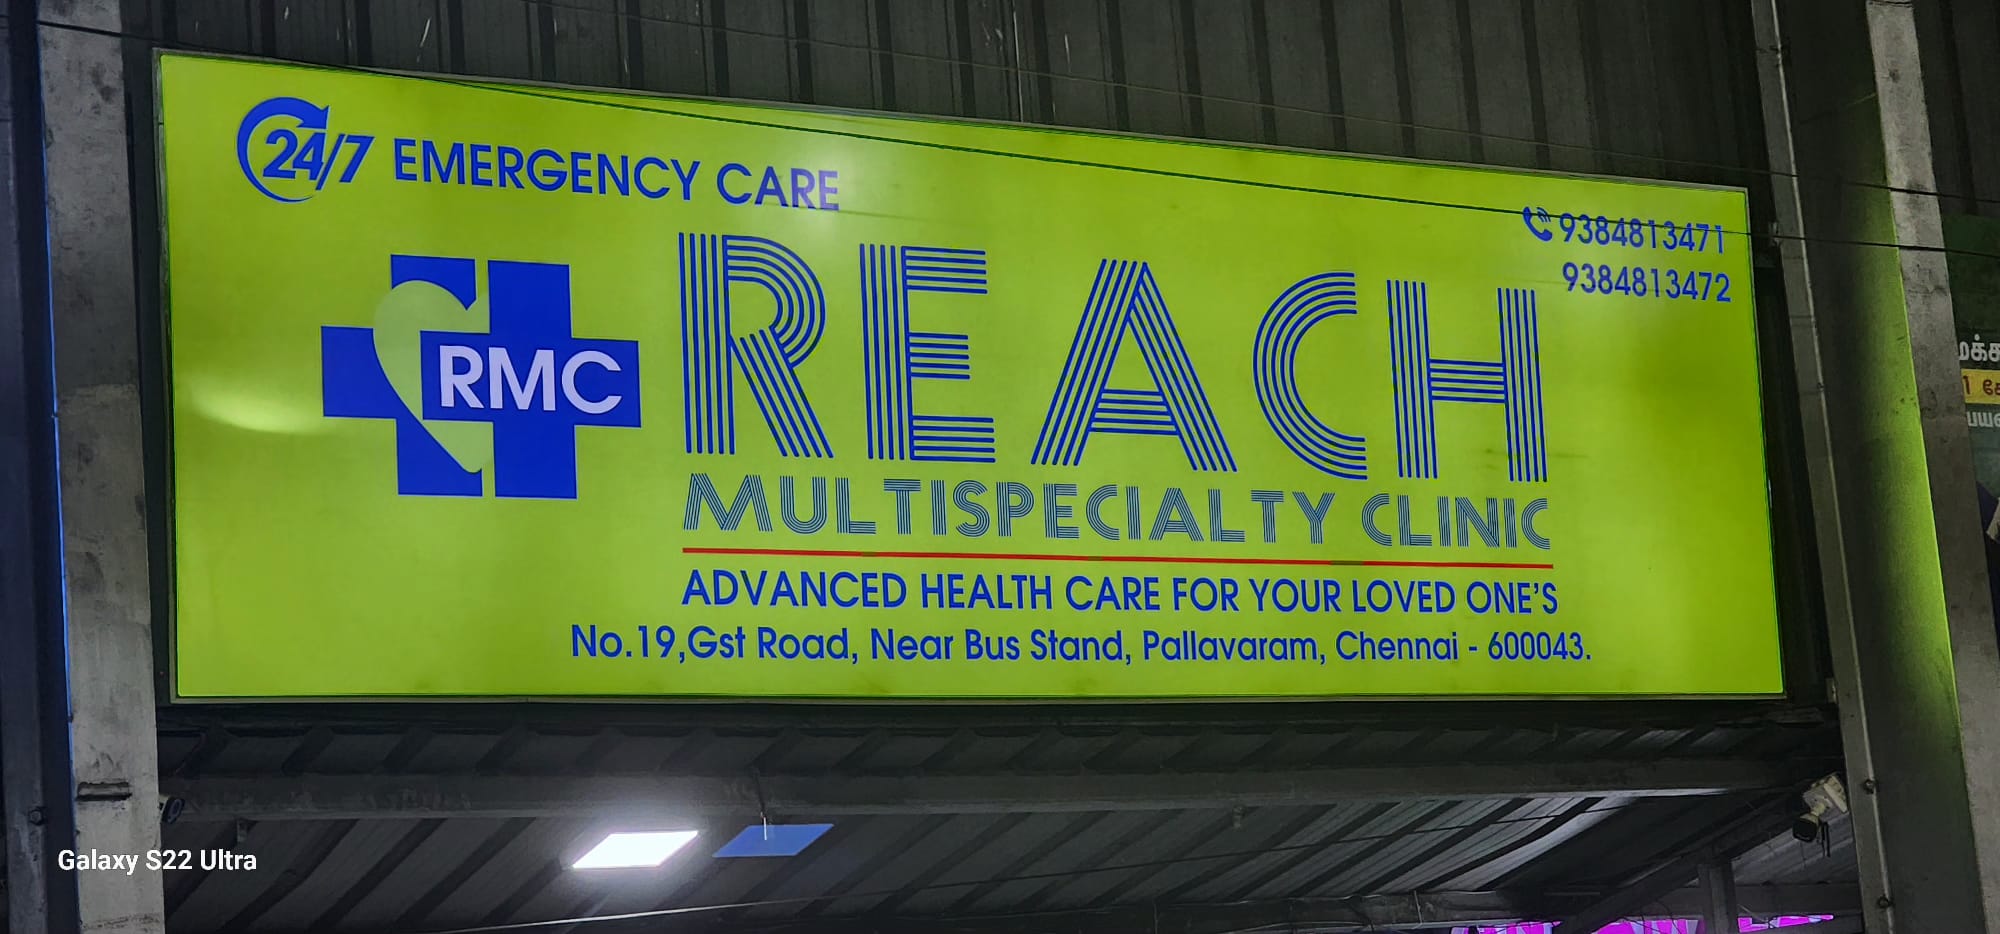 24/7 EMERGENCY CARE
9384813471
9384813472
RMC
REACH
MULTISPECIALTY CLINIC
ADVANCED HEALTH CARE FOR YOUR LOVED ONE'S
No.19,Gst Road, Near Bus Stand, Pallavaram, Chennai - 600043.
Galaxy S22 Ultra